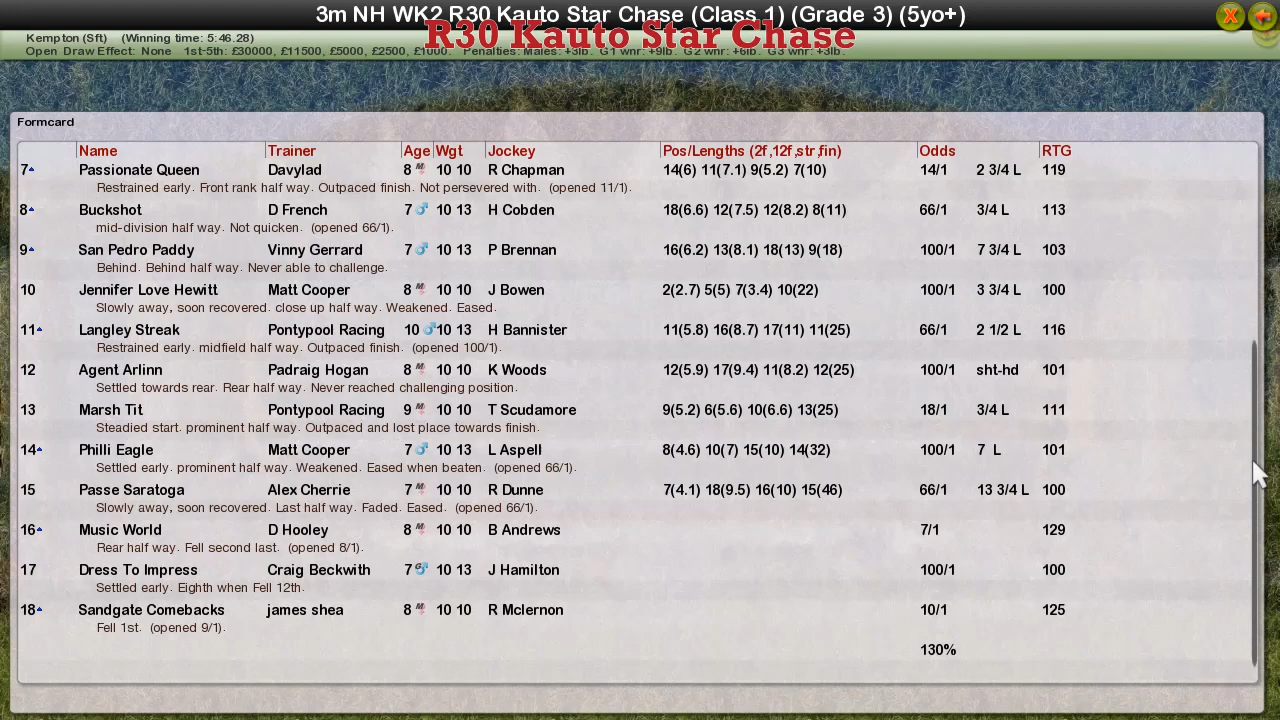 3m NH WK2 R30 Kauto Star Chase (Class 1) (Grade 3) (5yo+)
R30 Kauto Star Chase
Kempton (Sft) (Winning time: 5:46.28)
Open Draw Effect: None 1st-5th: £30000, £11500, £5000, £2500, £1000. Penalties: Males: +3lb. G1 wnr: +9lb. G2 wnr: +6lb. G3 wnr: +3lb.
Formcard
Name Trainer Age Wgt Jockey Pos/Lengths (2f,12f,str,fin) Odds RTG
7 Passionate Queen Davylad 8 10 10 R Chapman 14(6) 11(7.1) 9(5.2) 7(10) 14/1 2 3/4 L 119
Restrained early. Front rank half way. Outpaced finish. Not persevered with. (opened 11/1).
8 Buckshot D French 7 10 13 H Cobden 18(6.6) 12(7.5) 12(8.2) 8(11) 66/1 3/4 L 113
mid-division half way. Not quicken. (opened 66/1).
9 San Pedro Paddy Vinny Gerrard 7 10 13 P Brennan 16(6.2) 13(8.1) 18(13) 9(18) 100/1 7 3/4 L 103
Behind. Behind half way. Never able to challenge.
10 Jennifer Love Hewitt Matt Cooper 8 10 10 J Bowen 2(2.7) 5(5) 7(3.4) 10(22) 100/1 3 3/4 L 100
Slowly away, soon recovered. close up half way. Weakened. Eased.
11 Langley Streak Pontypool Racing 10 10 13 H Bannister 11(5.8) 16(8.7) 17(11) 11(25) 66/1 2 1/2 L 116
Restrained early. midfield half way. Outpaced finish. (opened 100/1).
12 Agent Arlinn Padraig Hogan 8 10 10 K Woods 12(5.9) 17(9.4) 11(8.2) 12(25) 100/1 sht-hd 101
Settled towards rear. Rear half way. Never reached challenging position.
13 Marsh Tit Pontypool Racing 9 10 10 T Scudamore 9(5.2) 6(5.6) 10(6.6) 13(25) 18/1 3/4 L 111
Steadied start. prominent half way. Outpaced and lost place towards finish.
14 Philli Eagle Matt Cooper 7 10 13 L Aspell 8(4.6) 10(7) 15(10) 14(32) 100/1 7 L 101
Settled early. prominent half way. Weakened. Eased when beaten. (opened 66/1).
15 Passe Saratoga Alex Cherrie 7 10 10 R Dunne 7(4.1) 18(9.5) 16(10) 15(46) 66/1 13 3/4 L 100
Slowly away, soon recovered. Last half way. Faded. Eased. (opened 66/1).
16 Music World D Hooley 8 10 10 B Andrews 7/1 129
Rear half way. Fell second last. (opened 8/1).
17 Dress To Impress Craig Beckwith 7 10 13 J Hamilton 100/1 100
Settled early. Eighth when Fell 12th.
18 Sandgate Comebacks james shea 8 10 10 R Mclernon 10/1 125
Fell 1st. (opened 9/1).
130%